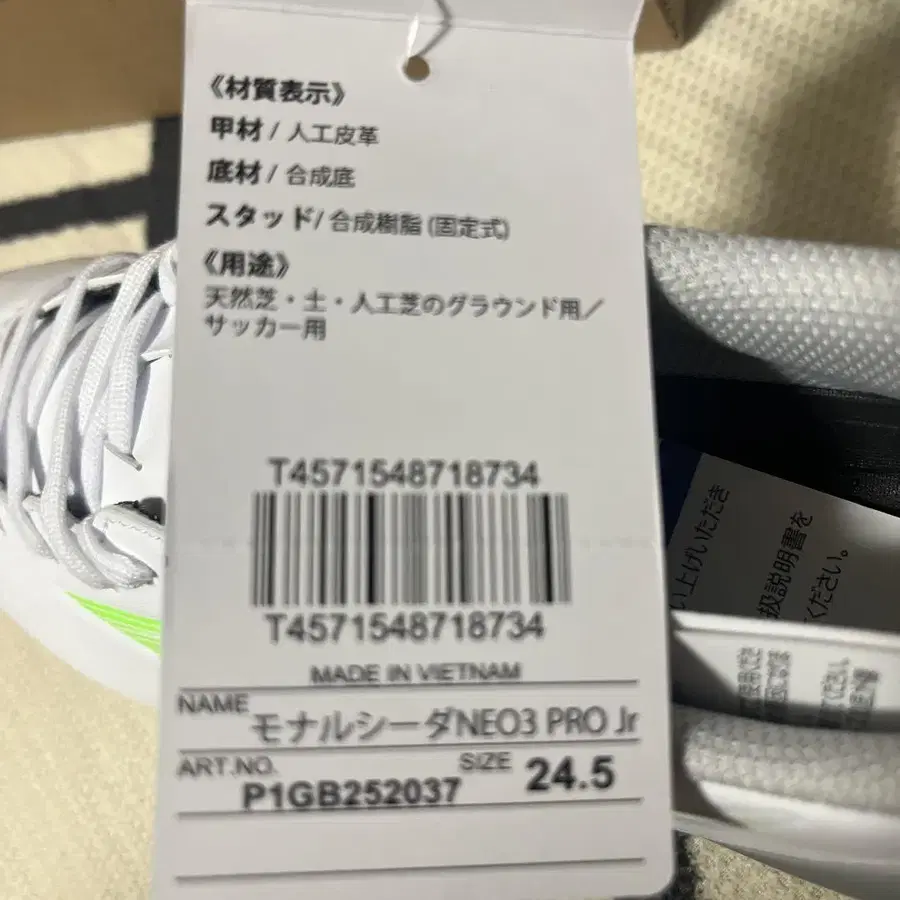 《材質表示》
甲材 / 人工皮革
底材 / 合成底
スタッド/ 合成樹脂 (固定式)
《用途》
天然芝・土・人工芝のグラウンド用／
サッカー用
T4571548718734
T4571548718734
MADE IN VIETNAM
NAME モナルシーダNEO3 PRO Jr
ART.NO. P1GB252037 SIZE 24.5
い上げいただき
扱説明書を
ください。